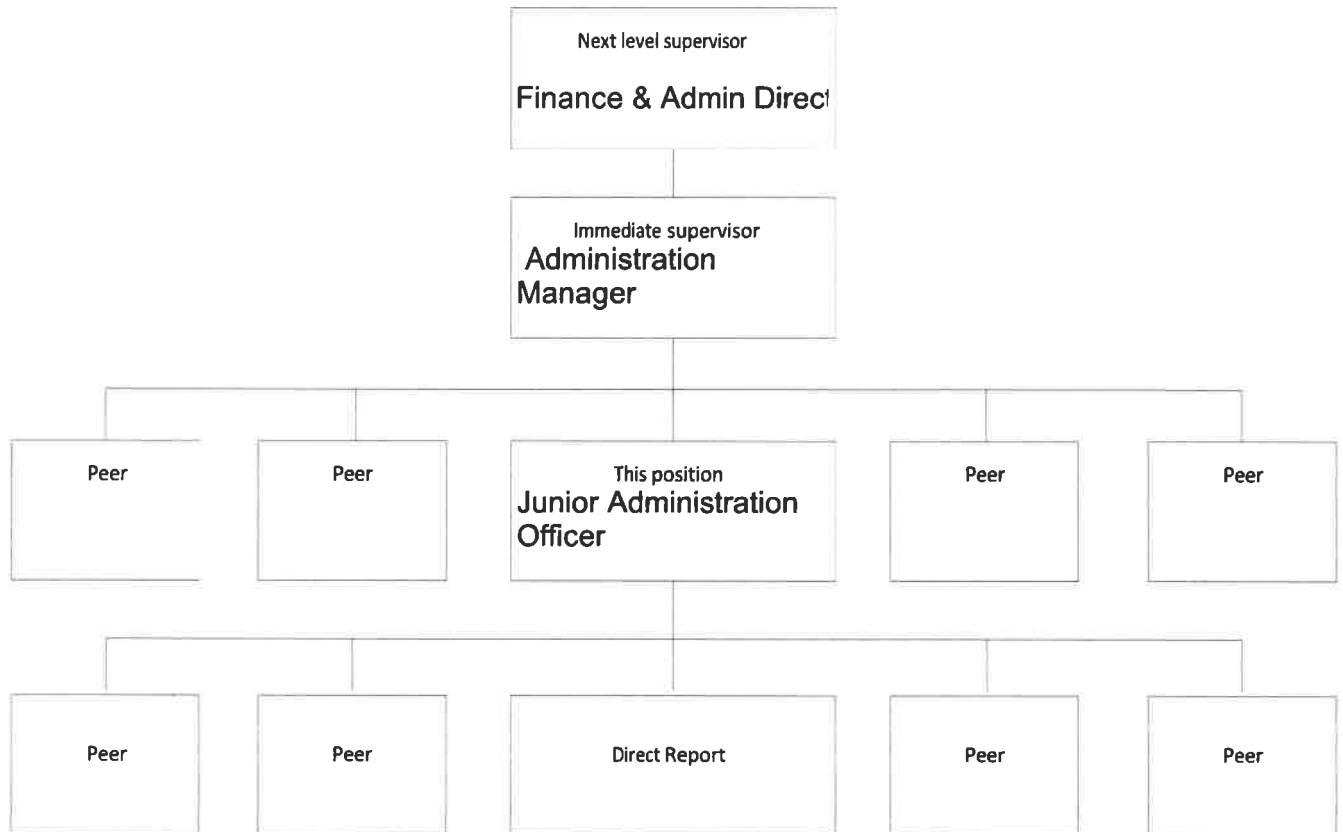 Next level supervisor
Finance & Admin Direct
Immediate supervisor
Administration
Manager
Peer
Peer
This position
Junior Administration
Officer
Peer
Peer
Peer
Peer
Direct Report
Peer
Peer